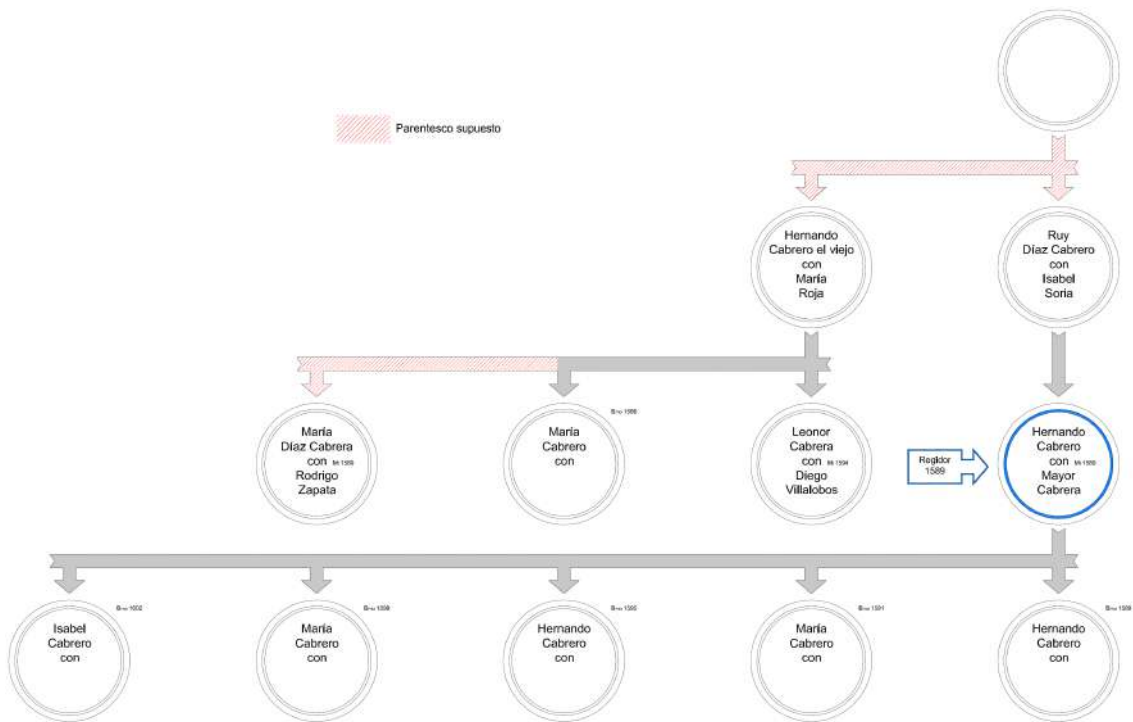 Parentesco supuesto
Hernando
Cabrero el viejo
con
María
Roja
Ruy
Díaz Cabrero
con
Isabel
Soria
María
Díaz Cabrera
con
Rodrigo
Zapata
María
Cabrero
con
Leonor
Cabrera
con
Diego
Villalobos
Regidor
1589
Hernando
Cabrero
con
Mayor
Cabrera
Isabel
Cabrero
con
María
Cabrero
con
Hernando
Cabrero
con
María
Cabrero
con
Hernando
Cabrero
con